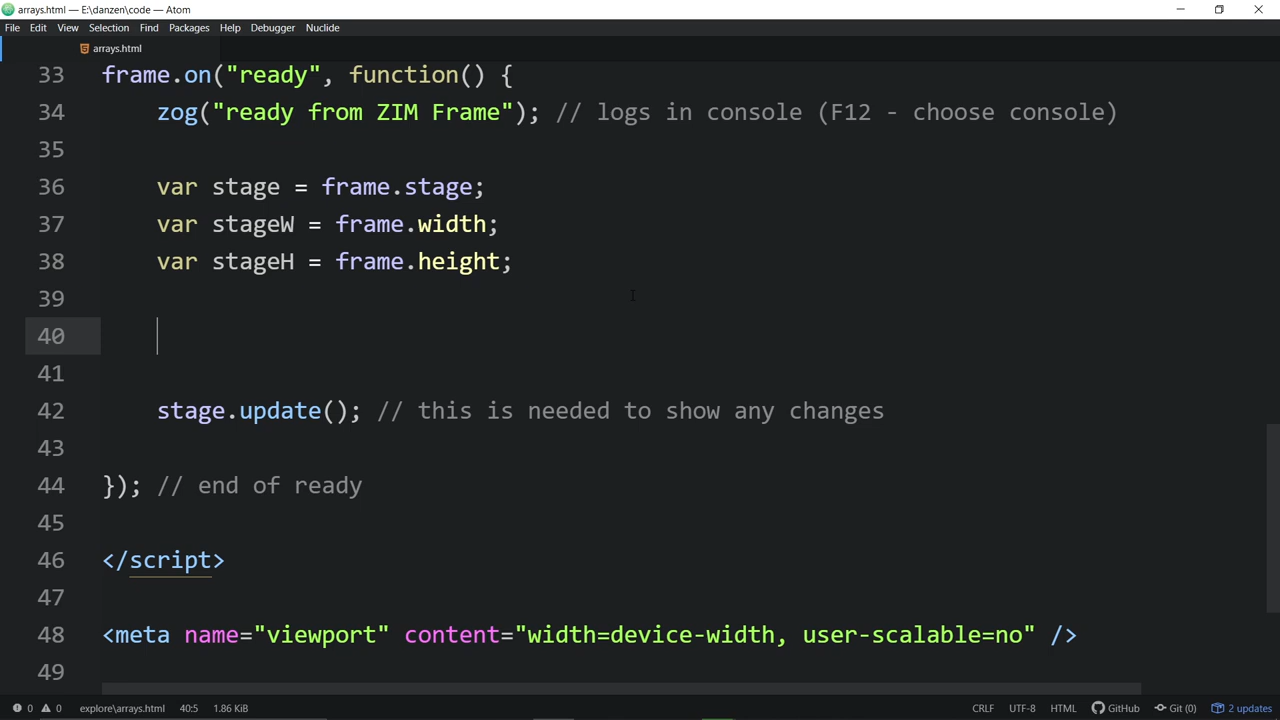 arrays.html — E:\danzen\code — Atom
File Edit View Selection Find Packages Help Debugger Nuclide
arrays.html
33 frame.on("ready", function() {
34 zog("ready from ZIM Frame"); // logs in console (F12 - choose console)
35
36 var stage = frame.stage;
37 var stageW = frame.width;
38 var stageH = frame.height;
39
40
41
42 stage.update(); // this is needed to show any changes
43
44 }); // end of ready
45
46 </script>
47
48 <meta name="viewport" content="width=device-width, user-scalable=no" />
49
0 0 explore\arrays.html 40:5 1.86 KiB CRLF UTF-8 HTML GitHub Git (0) 2 updates